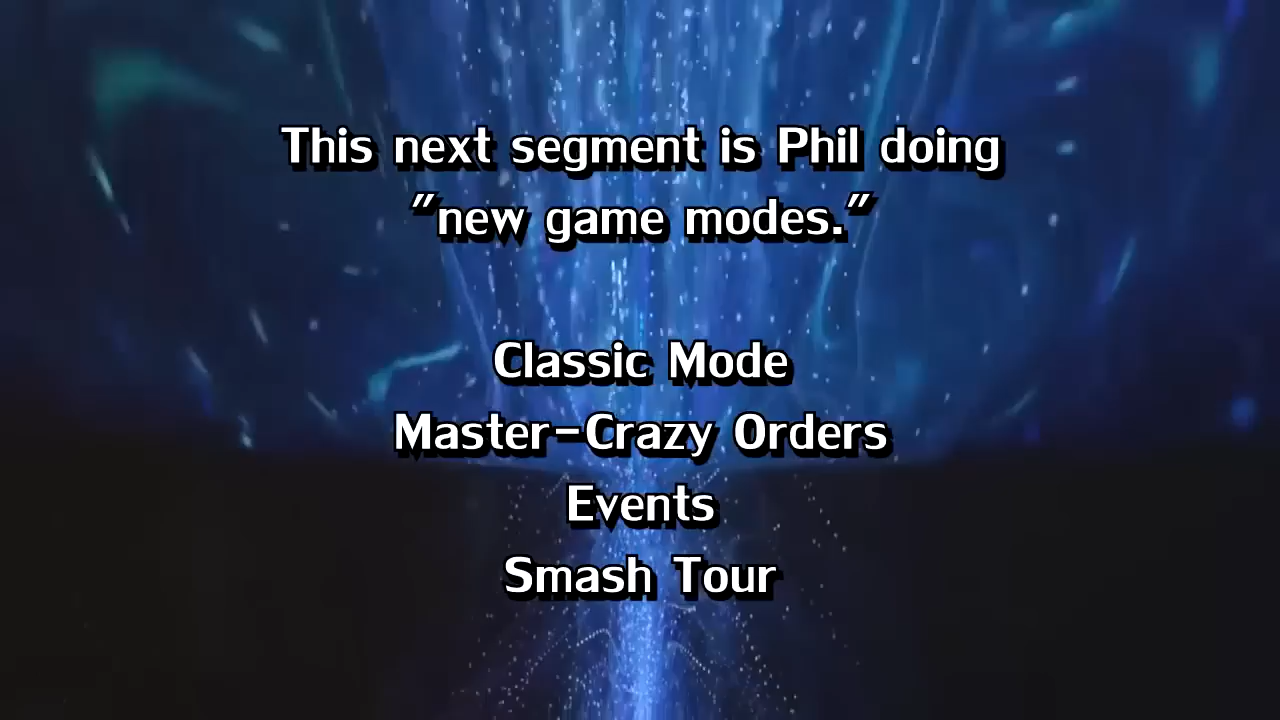 This next segment is Phil doing
"new game modes."
Classic Mode
Master-Crazy Orders
Events
Smash Tour